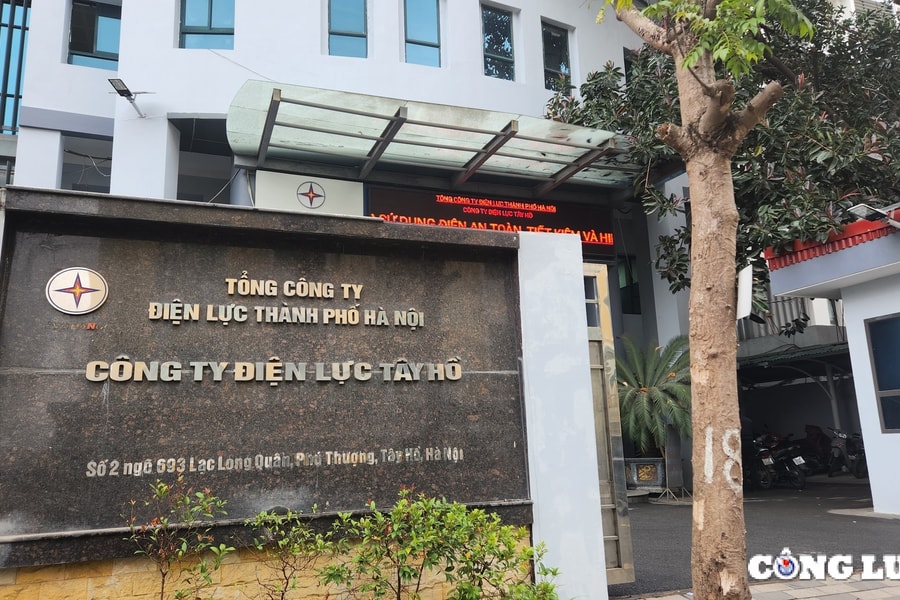 TỔNG CÔNG TY ĐIỆN LỰC THÀNH PHỐ HÀ NỘI
CÔNG TY ĐIỆN LỰC TÂY HỒ
SỬ DỤNG ĐIỆN AN TOÀN, TIẾT KIỆM VÀ HI
TỔNG CÔNG TY
ĐIỆN LỰC THÀNH PHỐ HÀ NỘI
CÔNG TY ĐIỆN LỰC TÂY HỒ
Số 2 ngõ 693 Lạc Long Quân, Phú Thượng, Tây Hồ, Hà Nội
18
CÔNG LU